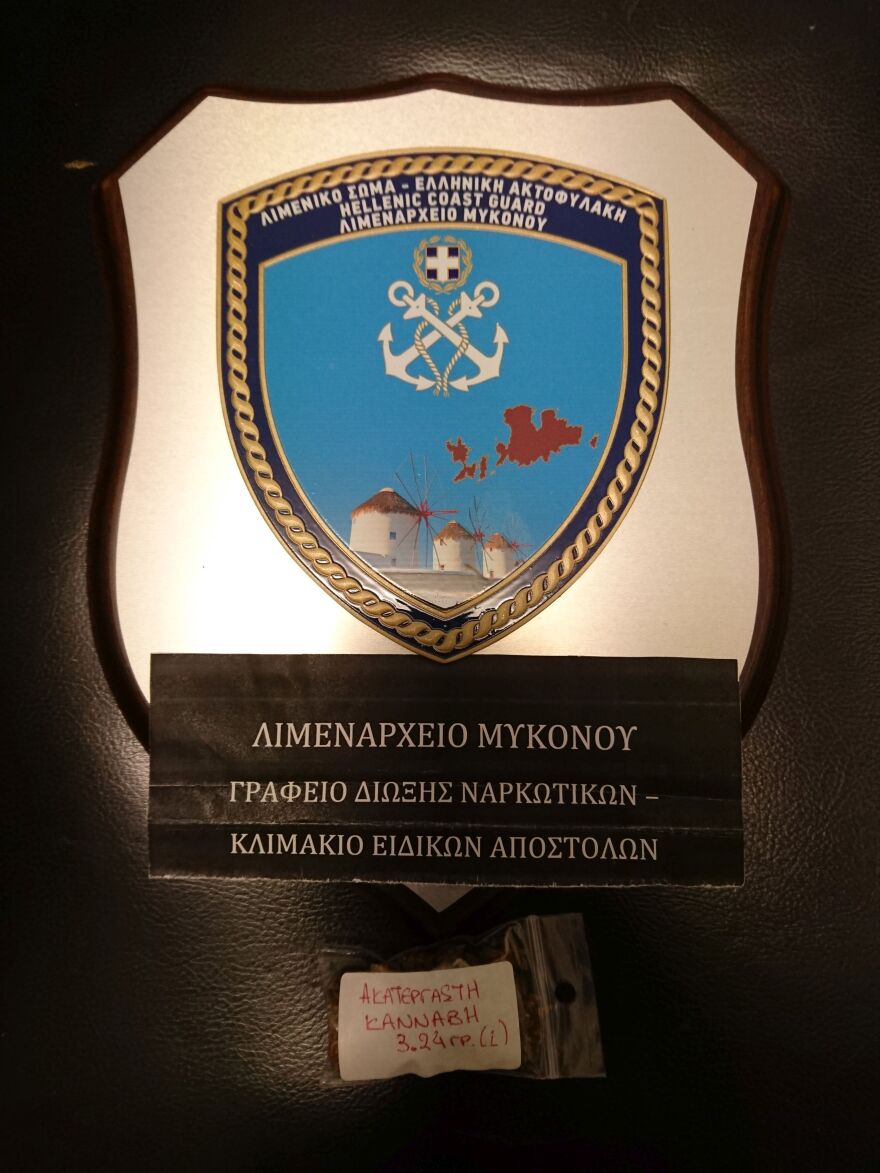 ΛΙΜΕΝΙΚΟ ΣΩΜΑ - ΕΛΛΗΝΙΚΗ ΑΚΤΟΦΥΛΑΚΗ
HELLENIC COAST GUARD
ΛΙΜΕΝΑΡΧΕΙΟ ΜΥΚΟΝΟΥ
ΛΙΜΕΝΑΡΧΕΙΟ ΜΥΚΟΝΟΥ
ΓΡΑΦΕΙΟ ΔΙΩΞΗΣ ΝΑΡΚΩΤΙΚΩΝ –
ΚΛΙΜΑΚΙΟ ΕΙΔΙΚΩΝ ΑΠΟΣΤΟΛΩΝ
ΑΚΑΤΕΡΓΑΣΤΗ
ΚΑΝΝΑΒΗ
3.24 γρ. (i)